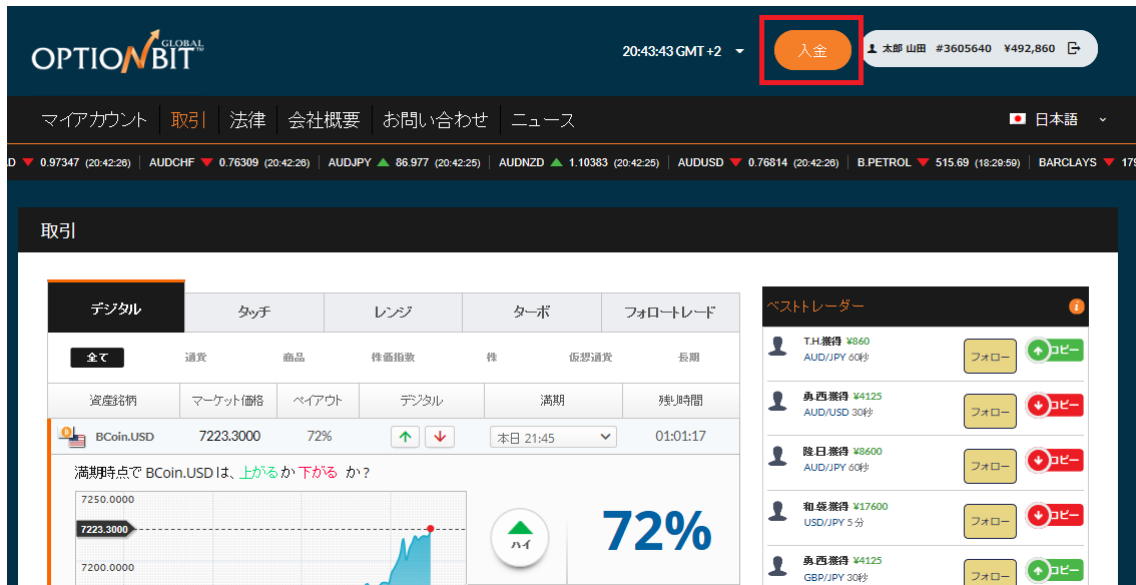 OPTION BIT GLOBAL™
20:43:43 GMT +2
入金
太郎 山田 #3605640 ¥492,860
マイアカウント 取引 法律 会社概要 お問い合わせ ニュース
日本語
D ▼ 0.97347 (20:42:26) AUDCHF ▼ 0.76309 (20:42:26) AUDJPY ▲ 86.977 (20:42:25) AUDNZD ▲ 1.10383 (20:42:25) AUDUSD ▼ 0.76814 (20:42:26) B.PETROL ▼ 515.69 (18:29:59) BARCLAYS ▼ 179
取引
デジタル タッチ レンジ ターボ フォロートレード
全て 通貨 商品 株価指数 株 仮想通貨 長期
資産銘柄 マーケット価格 ペイアウト デジタル 満期 残り時間
BCoin.USD 7223.3000 72% 本日 21:45 01:01:17
満期時点で BCoin.USD は、上がる か 下がる か?
7250.0000
7223.3000
7200.0000
ハイ
72%
ベストトレーダー
T.H.獲得 ¥860
AUD/JPY 60秒
フォロー コピー
勇.西.獲得 ¥4125
AUD/USD 30秒
フォロー コピー
隆.日.獲得 ¥8600
AUD/JPY 60秒
フォロー コピー
和.袋.獲得 ¥17600
USD/JPY 5 分
フォロー コピー
勇.西.獲得 ¥4125
GBP/JPY 30秒
フォロー コピー